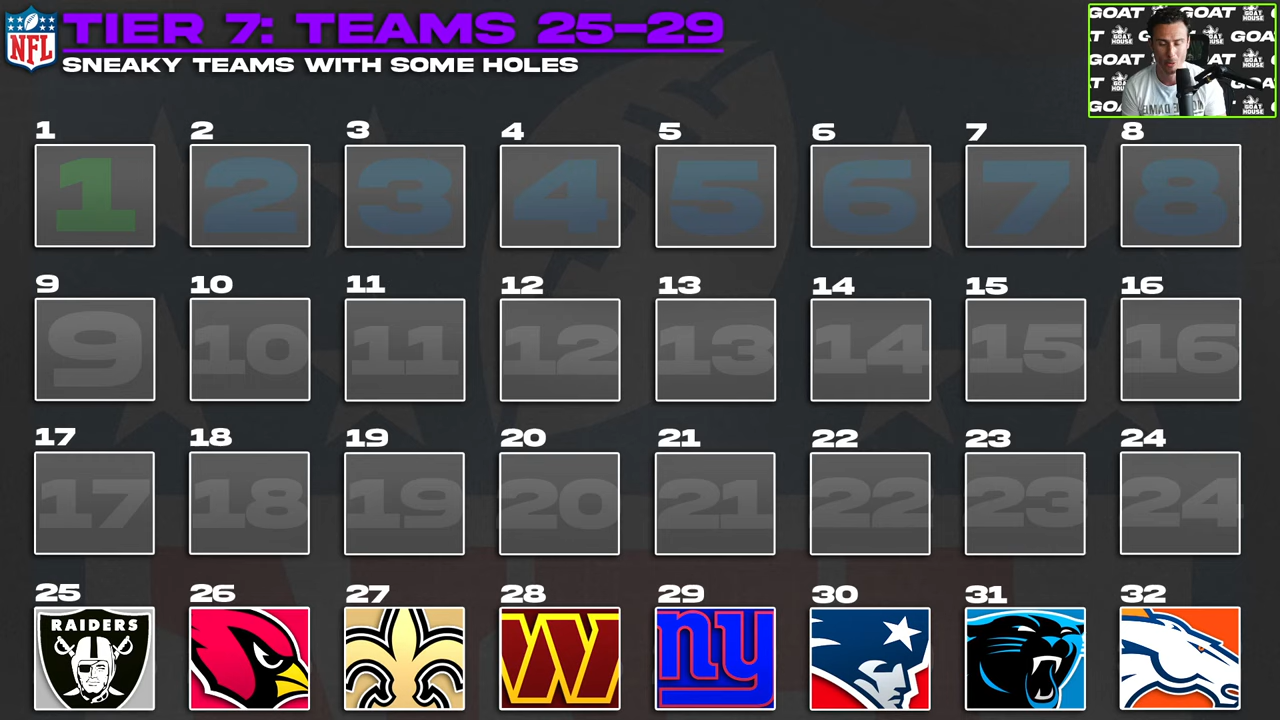 NFL
TIER 7: TEAMS 25–29
SNEAKY TEAMS WITH SOME HOLES
GOAT GOAT
GOAT HOUSE
1 2 3 4 5 6 7 8
1 2 3 4 5 6 7 8
9 10 11 12 13 14 15 16
9 10 11 12 13 14 15 16
17 18 19 20 21 22 23 24
17 18 19 20 21 22 23 24
25 26 27 28 29 30 31 32
RAIDERS W ny